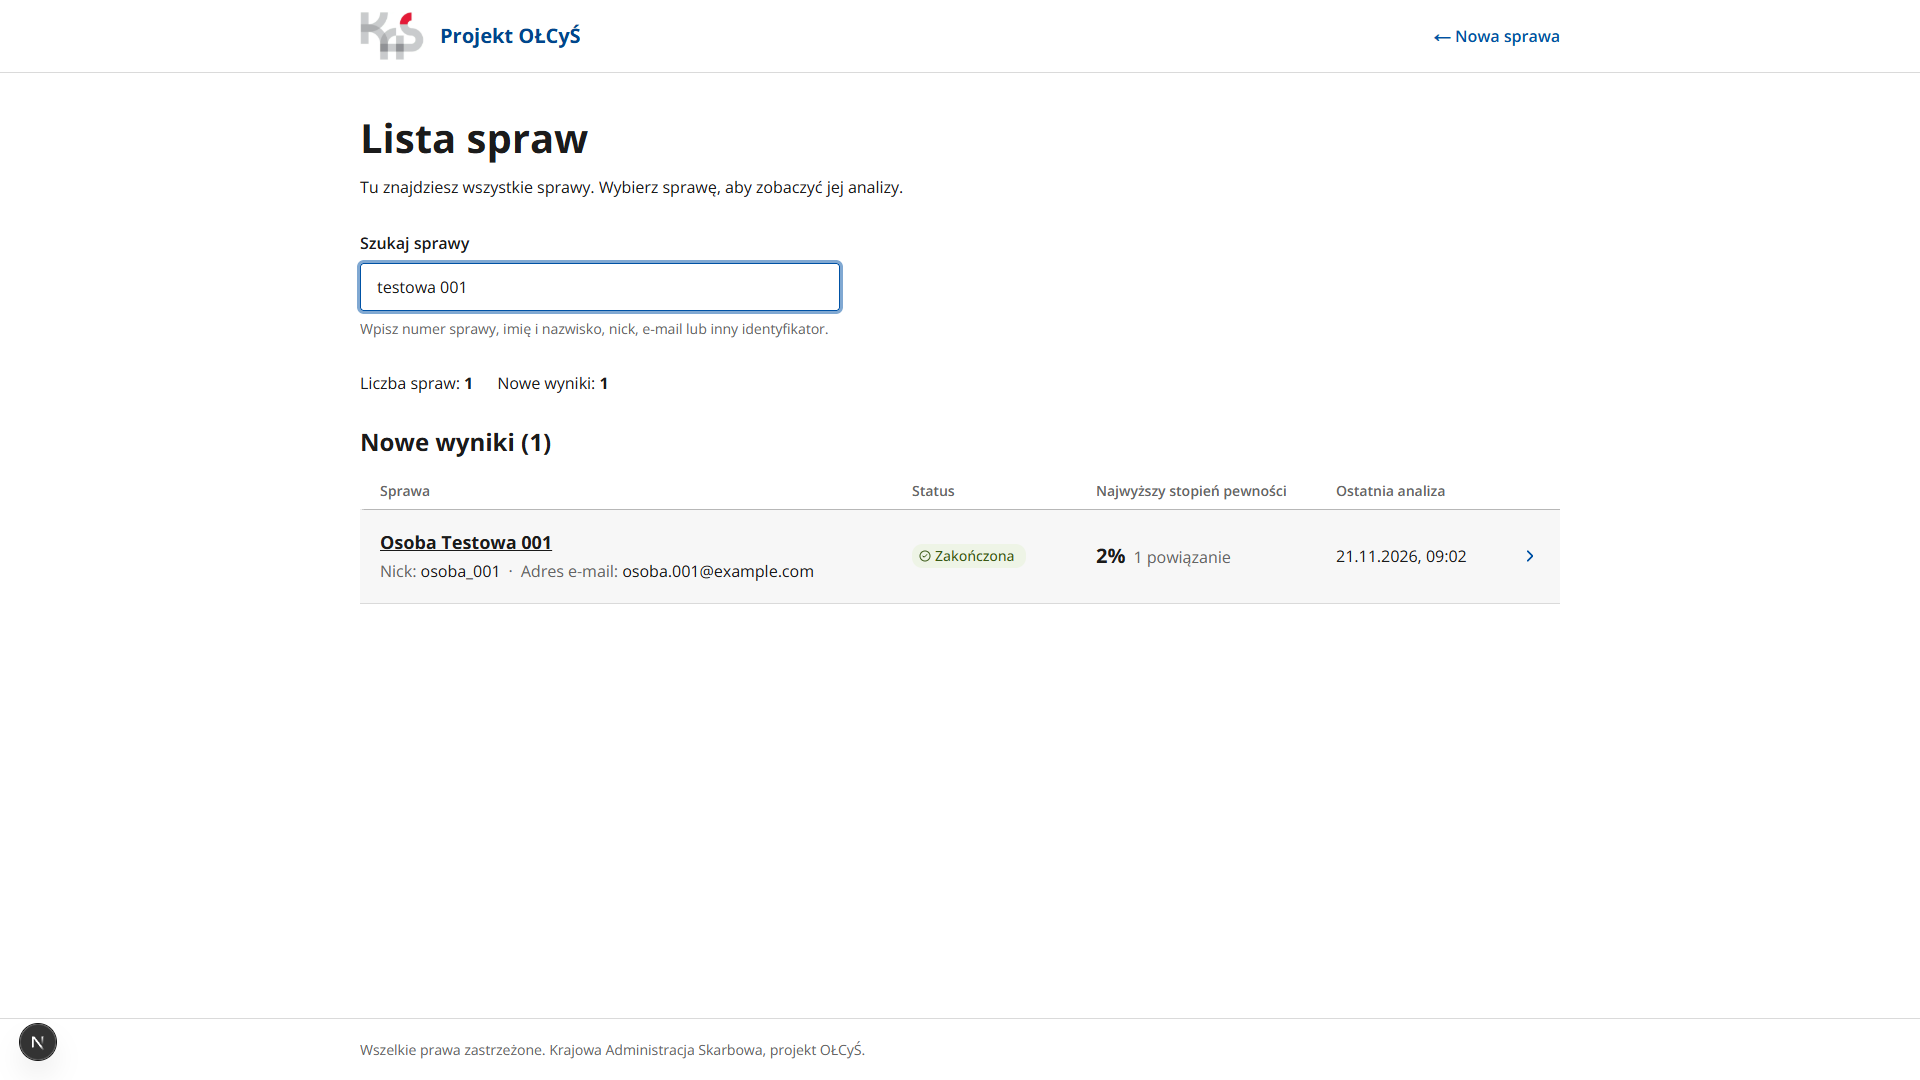 KAS
Projekt OŁCyŚ
← Nowa sprawa
Lista spraw
Tu znajdziesz wszystkie sprawy. Wybierz sprawę, aby zobaczyć jej analizy.
Szukaj sprawy
testowa 001
Wpisz numer sprawy, imię i nazwisko, nick, e-mail lub inny identyfikator.
Liczba spraw: 1 Nowe wyniki: 1
Nowe wyniki (1)
Sprawa Status Najwyższy stopień pewności Ostatnia analiza
Osoba Testowa 001
Nick: osoba_001 · Adres e-mail: osoba.001@example.com
Zakończona 2% 1 powiązanie 21.11.2026, 09:02
N
Wszelkie prawa zastrzeżone. Krajowa Administracja Skarbowa, projekt OŁCyŚ.